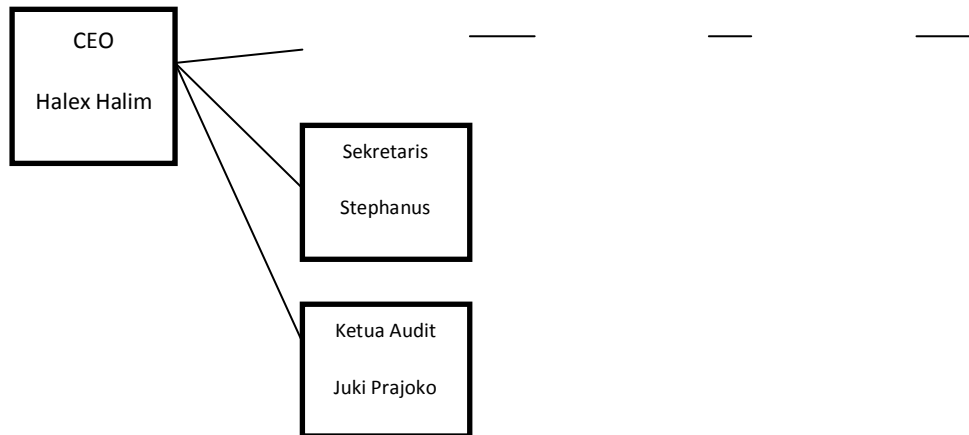 CEO
Halex Halim
Sekretaris
Stephanus
Ketua Audit
Juki Prajoko